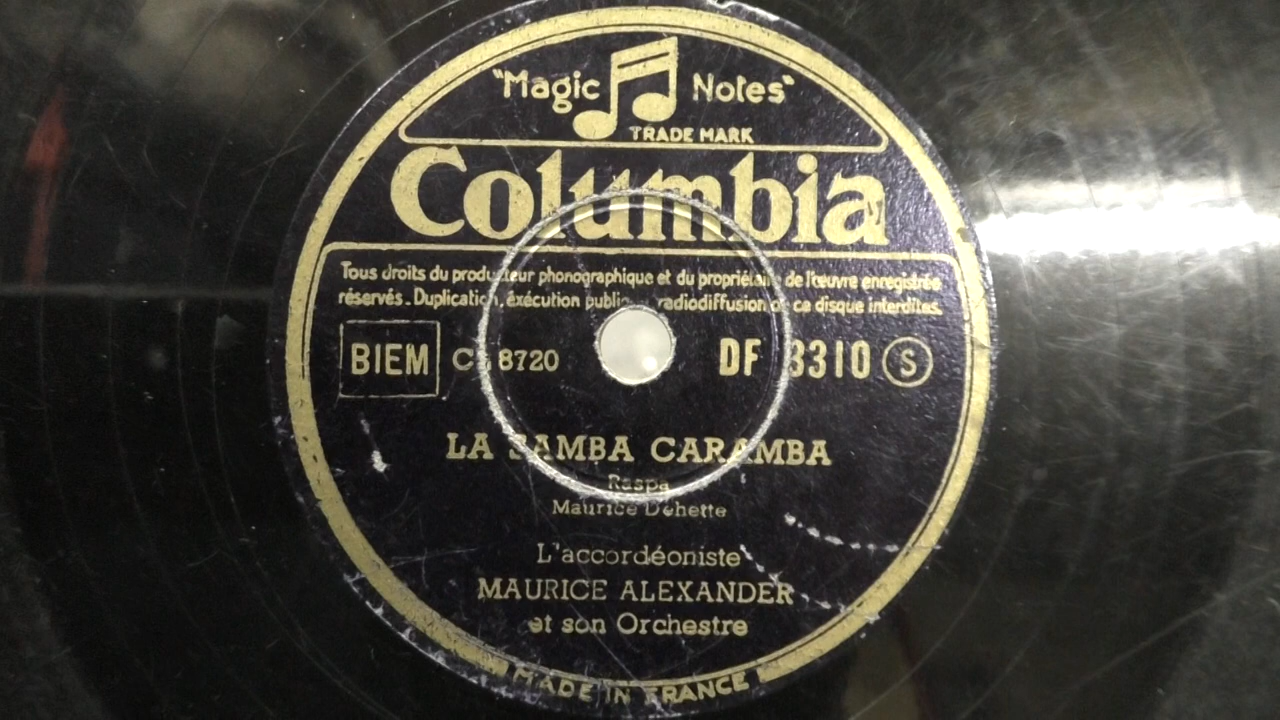 "Magic Notes"
TRADE MARK
Columbia
Tous droits du producteur phonographique et du propriétaire de l'œuvre enregistrée
réservés. Duplication, éxécution publique radiodiffusion de ce disque interdites.
BIEM 8720 DF 3310 S
LA SAMBA CARAMBA
Raspa
Maurice Dehette
L'accordéoniste
MAURICE ALEXANDER
et son Orchestre
MADE IN FRANCE